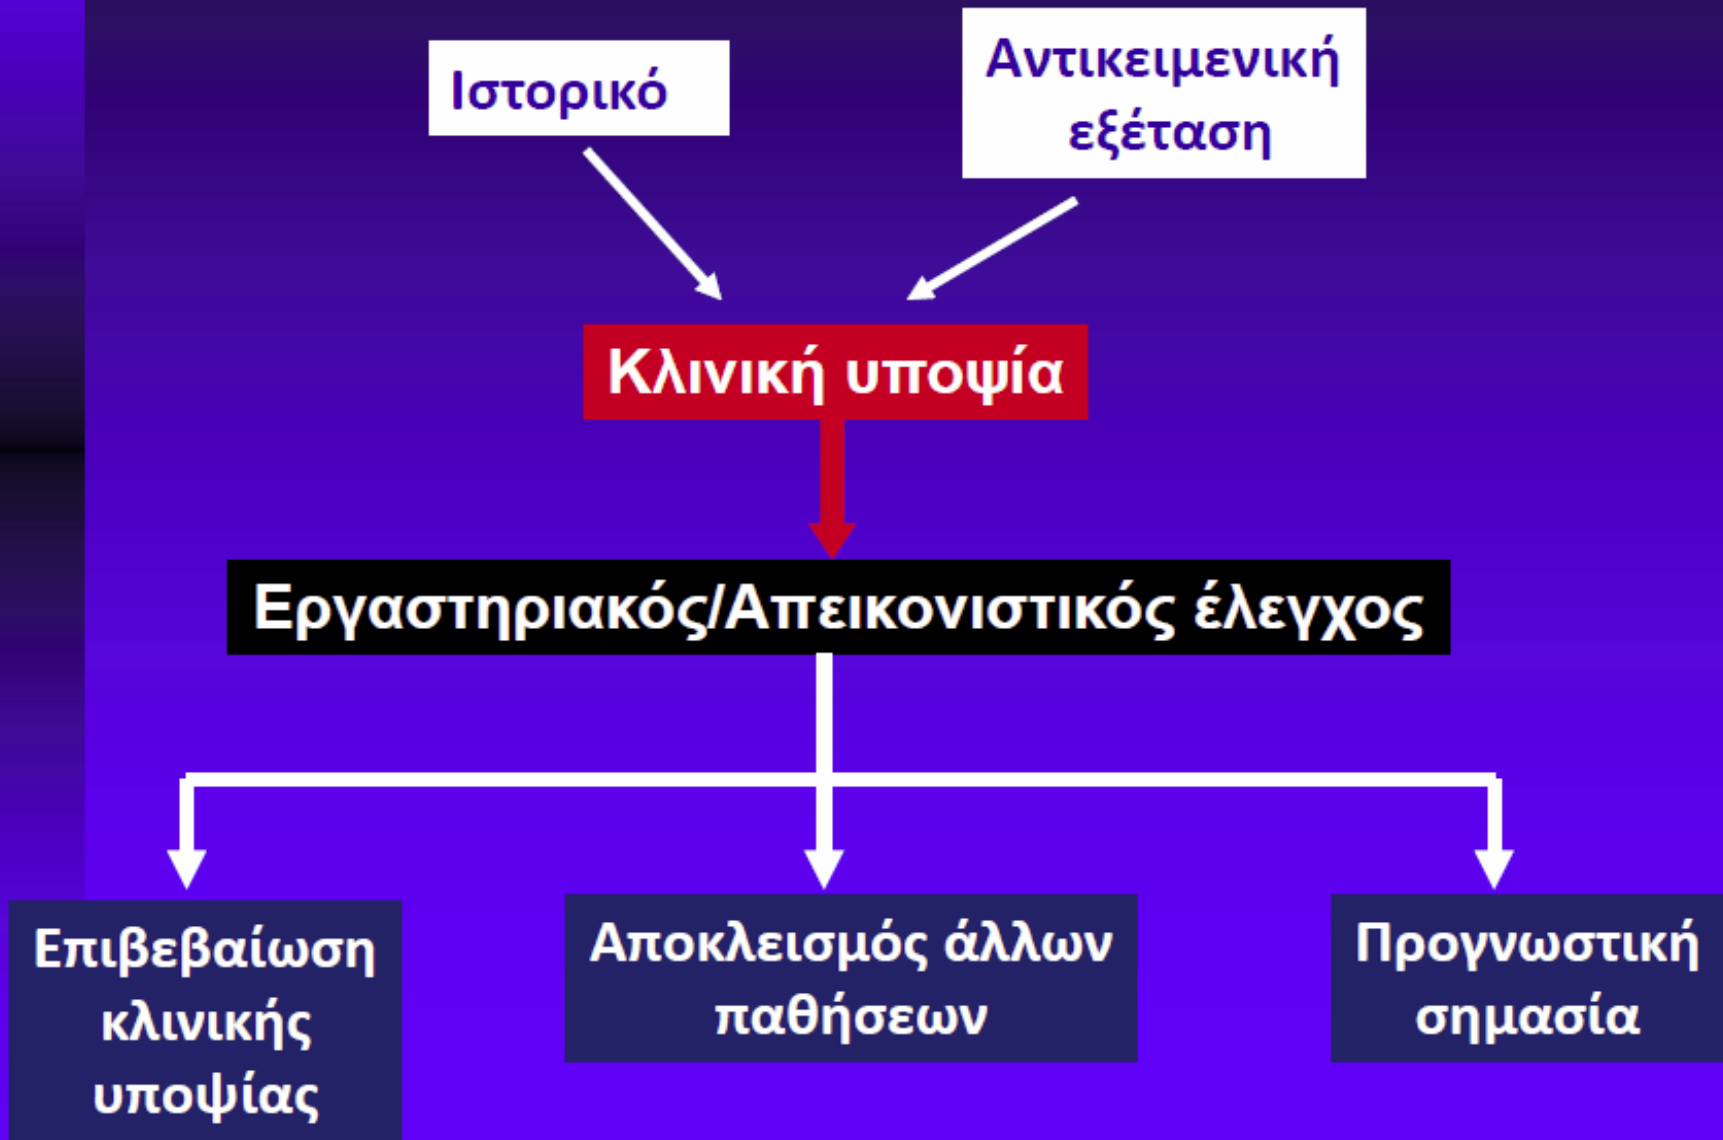 Ιστορικό
Αντικειμενική
εξέταση
Κλινική υποψία
Εργαστηριακός/Απεικονιστικός έλεγχος
Επιβεβαίωση
κλινικής
υποψίας
Αποκλεισμός άλλων
παθήσεων
Προγνωστική
σημασία